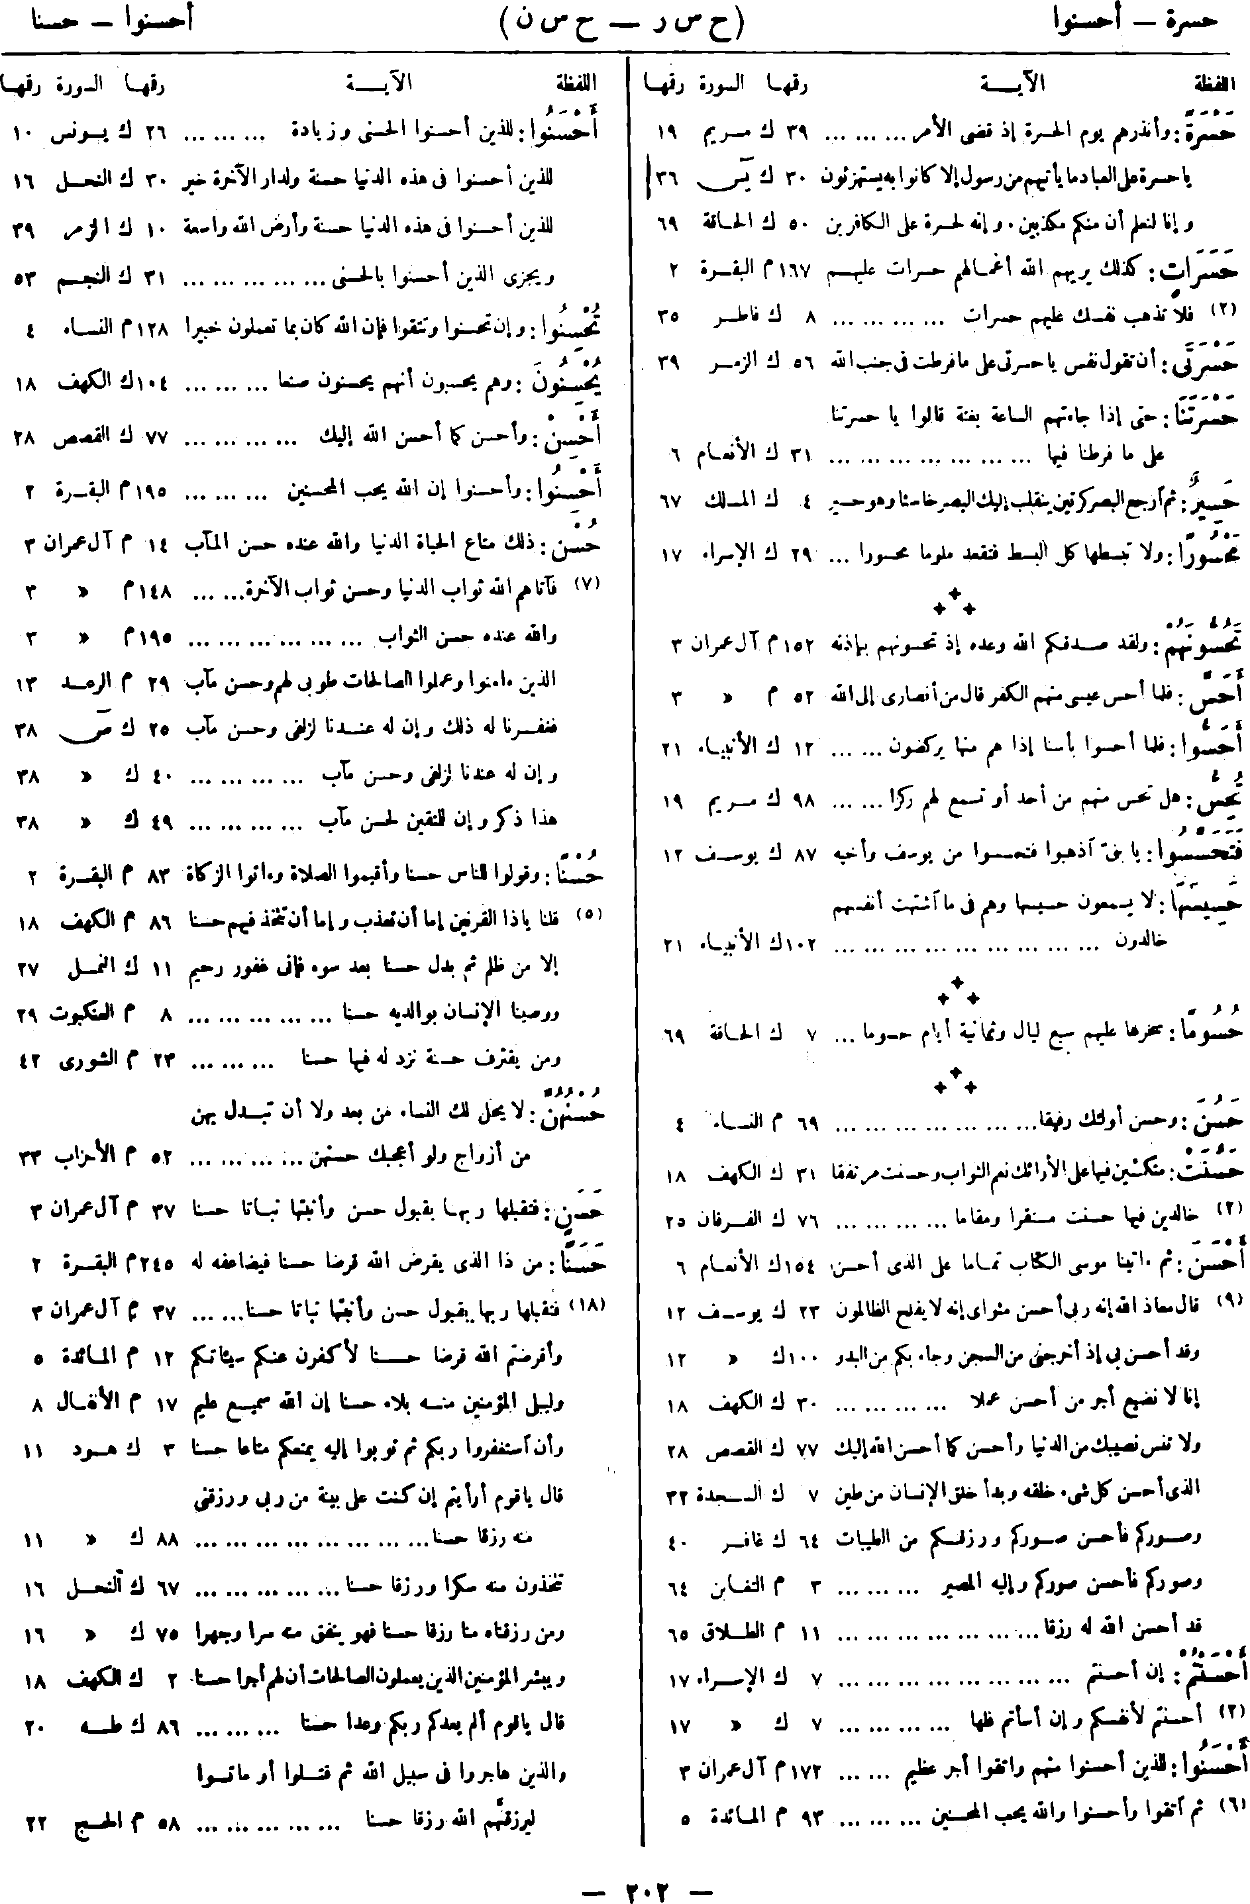 حسرة — أحسنوا (ح س ر — ح س ن) أحسنوا — حسنا
اللفظة الآيــة رقمها السورة رقمها
حَسْرَة: وأنذرهم يوم الحسرة إذ قضى الأمر ... ... ... ٣٩ ك مريم ١٩
ياحسرة على العباد ما يأتيهم من رسول إلا كانوا به يستهزئون ٣٠ ك يس ٣٦
وإنا لنعلم أن منكم مكذبين. وإنه لحسرة على الكافرين ٥٠ ك الحاقة ٦٩
حَسَرَاتٍ: كذلك يريهم الله أعمالهم حسرات عليهم ١٦٧ م البقرة ٢
(٢) فلا تذهب نفسك عليهم حسرات ... ... ... ... ٨ ك فاطر ٣٥
حَسْرَتَى: أن تقول نفس ياحسرتى على مافرطت فى جنب الله ٥٦ ك الزمر ٣٩
حَسْرَتَنَا: حتى إذا جاءتهم الساعة بغتة قالوا يا حسرتنا
على ما فرطنا فيها ... ... ... ... ... ... ... ٣١ ك الأنعام ٦
حَسِيرٌ: ثم أرجع البصر كرتين ينقلب إليك البصر خاسئا وهو حسير ٤ ك الملك ٦٧
مَحْسُورًا: ولا تبسطها كل البسط فتقعد ملوما محسورا ... ٢٩ ك الإسراء ١٧
تَحُسُّونَهُمْ: ولقد صدقكم الله وعده إذ تحسونهم بإذنه ١٥٢ م آل عمران ٣
أَحَسَّ: فلما أحس عيسى منهم الكفر قال من أنصارى إلى الله ٥٢ م « ٣
أَحَسُّوا: فلما أحسوا بأسنا إذا هم منها يركضون ... ... ١٢ ك الأنبياء ٢١
تُحِسُّ: هل تحس منهم من أحد أو تسمع لهم ركزا ... ... ٩٨ ك مريم ١٩
فَتَحَسَّسُوا: يا بنىّ آذهبوا فتحسسوا من يوسف وأخيه ٨٧ ك يوسف ١٢
حَسِيسَهَا: لا يسمعون حسيسها وهم فى ما آشتهت أنفسهم
خالدون ... ... ... ... ... ... ... ... ... ١٠٢ ك الأنبياء ٢١
حُسُومًا: سخرها عليهم سبع ليال وثمانية أيام حسوما ... ٧ ك الحاقة ٦٩
حَسُنَ: وحسن أولئك رفيقا ... ... ... ... ... ... ... ٦٩ م النساء ٤
حَسُنَتْ: متكئين فيها على الأرائك نعم الثواب وحسنت مرتفقا ٣١ ك الكهف ١٨
(٢) خالدين فيها حسنت مستقرا ومقاما ... ... ... ... ٧٦ ك الفرقان ٢٥
أَحْسَنَ: ثم ءاتينا موسى الكتاب تماما على الذى أحسن ١٥٤ ك الأنعام ٦
(٩) قال معاذ الله إنه ربى أحسن مثواى إنه لا يفلح الظالمون ٢٣ ك يوسف ١٢
وقد أحسن بى إذ أخرجنى من السجن وجاء بكم من البدو ١٠٠ ك « ١٢
إنا لا نضيع أجر من أحسن عملا ... ... ... ... ٣٠ ك الكهف ١٨
ولا تنس نصيبك من الدنيا وأحسن كما أحسن الله إليك ٧٧ ك القصص ٢٨
الذى أحسن كل شىء خلقه وبدأ خلق الإنسان من طين ٧ ك السجدة ٣٢
وصوركم فأحسن صوركم ورزقكم من الطيبات ٦٤ ك غافر ٤٠
وصوركم فأحسن صوركم وإليه المصير ... ... ... ٣ م التغابن ٦٤
قد أحسن الله له رزقا ... ... ... ... ... ... ... ١١ م الطلاق ٦٥
أَحْسَنْتُمْ: إن أحسنتم ... ... ... ... ... ... ... ... ٧ ك الإسراء ١٧
(٢) أحسنتم لأنفسكم وإن أسأتم فلها ... ... ... ... ٧ ك « ١٧
أَحْسَنُوا: للذين أحسنوا منهم واتقوا أجر عظيم ... ... ١٧٢ م آل عمران ٣
(٦) ثم آتقوا وأحسنوا والله يحب المحسنين ... ... ... ٩٣ م المائدة ٥
اللفظة الآيــة رقمها السورة رقمها
أَحْسَنُوا: للذين أحسنوا الحسنى وزيادة ... ... ... ٢٦ ك يونس ١٠
للذين أحسنوا فى هذه الدنيا حسنة ولدار الآخرة خير ٣٠ ك النحل ١٦
للذين أحسنوا فى هذه الدنيا حسنة وأرض الله واسعة ١٠ ك الزمر ٣٩
ويجزى الذين أحسنوا بالحسنى ... ... ... ... ... ... ٣١ ك النجم ٥٣
تُحْسِنُوا: وإن تحسنوا وتتقوا فإن الله كان بما تعملون خبيرا ١٢٨ م النساء ٤
يُحْسِنُونَ: وهم يحسبون أنهم يحسنون صنعا ... ... ... ١٠٤ ك الكهف ١٨
أَحْسِنْ: وأحسن كما أحسن الله إليك ... ... ... ... ٧٧ ك القصص ٢٨
أَحْسِنُوا: وأحسنوا إن الله يحب المحسنين ... ... ... ١٩٥ م البقرة ٢
حُسْن: ذلك متاع الحياة الدنيا والله عنده حسن المآب ١٤ م آل عمران ٣
(٧) فآتاهم الله ثواب الدنيا وحسن ثواب الآخرة ... ... ١٤٨ م « ٣
والله عنده حسن الثواب ... ... ... ... ... ... ... ١٩٥ م « ٣
الذين ءامنوا وعملوا الصالحات طوبى لهم وحسن مآب ٢٩ م الرعد ١٣
فغفرنا له ذلك وإن له عندنا لزلفى وحسن مآب ٢٥ ك ص ٣٨
وإن له عندنا لزلفى وحسن مآب ... ... ... ... ٤٠ ك « ٣٨
هذا ذكر وإن للمتقين لحسن مآب ... ... ... ... ٤٩ ك « ٣٨
حُسْنًا: وقولوا للناس حسنا وأقيموا الصلاة وءاتوا الزكاة ٨٣ م البقرة ٢
(٥) قلنا ياذا القرنين إما أن تعذب وإما أن تتخذ فيهم حسنا ٨٦ م الكهف ١٨
إلا من ظلم ثم بدل حسنا بعد سوء فإنى غفور رحيم ١١ ك النمل ٢٧
ووصينا الإنسان بوالديه حسنا ... ... ... ... ... ٨ م العنكبوت ٢٩
ومن يقترف حسنة نزد له فيها حسنا ... ... ... ٢٣ م الشورى ٤٢
حُسْنُهُنَّ: لا يحل لك النساء من بعد ولا أن تبدل بهن
من أزواج ولو أعجبك حسنهن ... ... ... ... ٥٢ م الأحزاب ٣٣
حَسَنٍ: فتقبلها ربها بقبول حسن وأنبتها نباتا حسنا ٣٧ م آل عمران ٣
حَسَنًا: من ذا الذى يقرض الله قرضا حسنا فيضاعفه له ٢٤٥ م البقرة ٢
(١٨) فتقبلها ربها بقبول حسن وأنبتها نباتا حسنا ... ... ٣٧ م آل عمران ٣
وأقرضتم الله قرضا حسنا لأكفرن عنكم سيئاتكم ١٢ م المائدة ٥
وليبلى المؤمنين منه بلاء حسنا إن الله سميع عليم ١٧ م الأنفال ٨
وأن آستغفروا ربكم ثم توبوا إليه يمتعكم متاعا حسنا ٣ ك هود ١١
قال ياقوم أرأيتم إن كنت على بينة من ربى ورزقنى
منه رزقا حسنا ... ... ... ... ... ... ... ... ٨٨ ك « ١١
تتخذون منه سكرا ورزقا حسنا ... ... ... ... ... ٦٧ ك النحل ١٦
ومن رزقناه منا رزقا حسنا فهو ينفق منه سرا وجهرا ٧٥ ك « ١٦
ويبشر المؤمنين الذين يعملون الصالحات أن لهم أجرا حسنا ٢ ك الكهف ١٨
قال ياقوم ألم يعدكم ربكم وعدا حسنا ... ... ... ٨٦ ك طه ٢٠
والذين هاجروا فى سبيل الله ثم قتلوا أو ماتوا
ليرزقنّهم الله رزقا حسنا ... ... ... ... ... ... ٥٨ م الحج ٢٢
— ٢٠٢ —